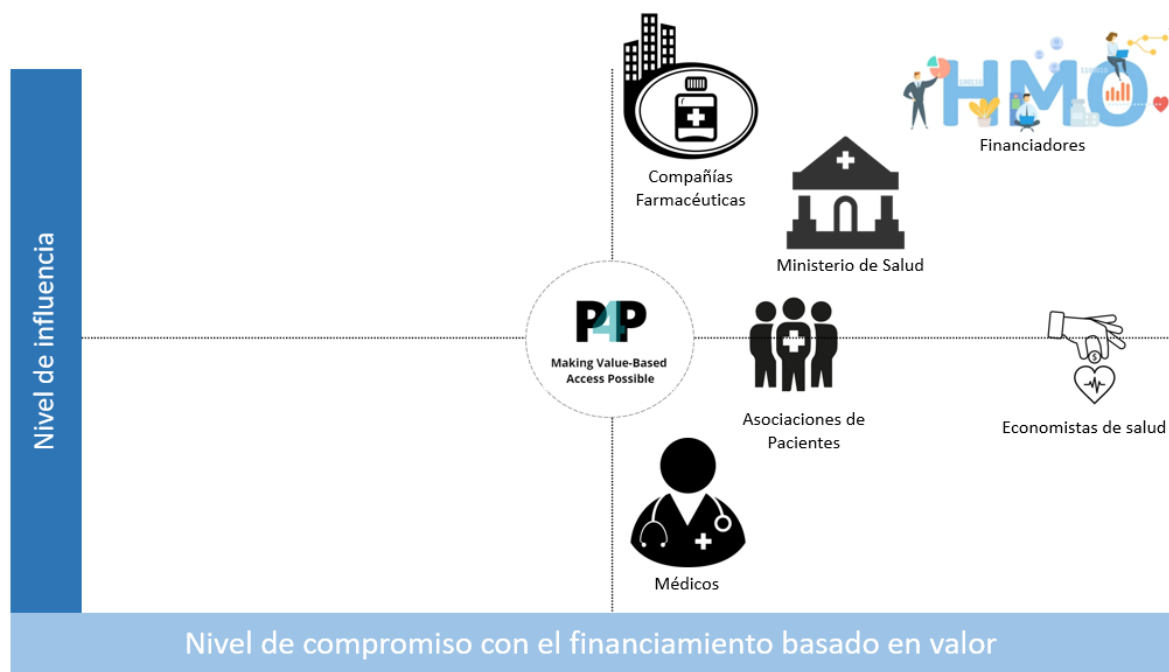 HMO
Financiadores
Compañías
Farmacéuticas
Ministerio de Salud
Nivel de influencia
P4P
Making Value-Based
Access Possible
Asociaciones de
Pacientes
Economistas de salud
Médicos
Nivel de compromiso con el financiamiento basado en valor